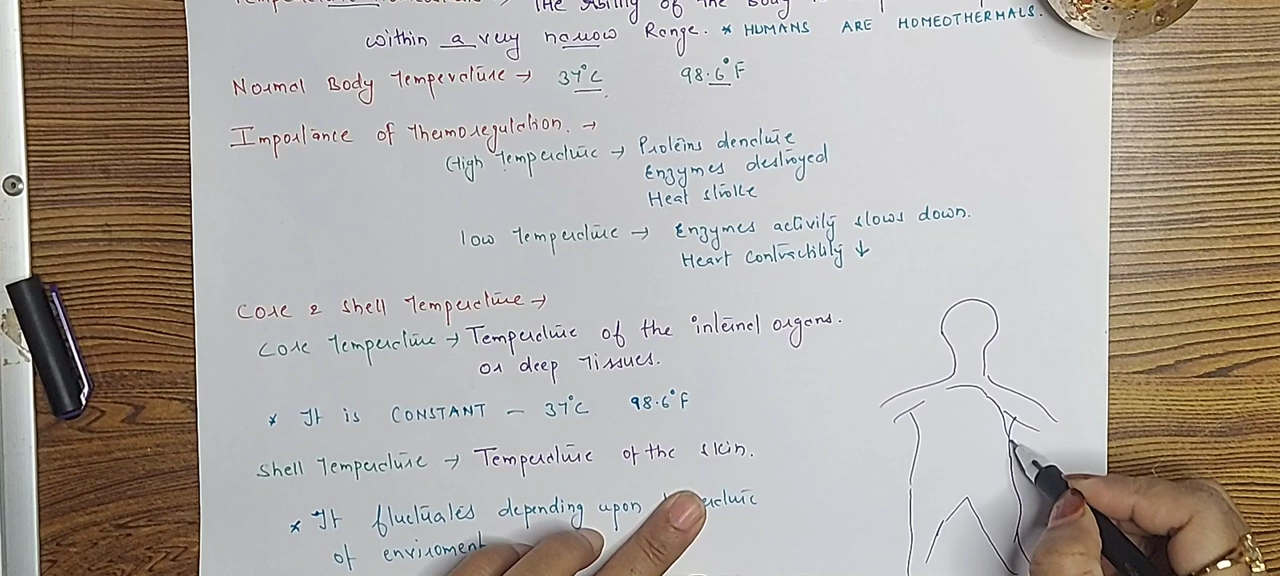 The Ability of the Body
within a very narrow Range. * HUMANS ARE HOMEOTHERMALS.
Normal Body Temperature → 37°C 98.6°F
Importance of Thermoregulation. →
High Temperature → Proteins denature
Enzymes destroyed
Heat stroke
low Temperature → Enzymes activity slows down.
Heart Contractility ↓
Core & Shell Temperature →
Core Temperature → Temperature of the internal organs.
or deep Tissues.
* It is CONSTANT – 37°C 98.6°F
Shell Temperature → Temperature of the skin.
* It fluctuates depending upon
of enviroment